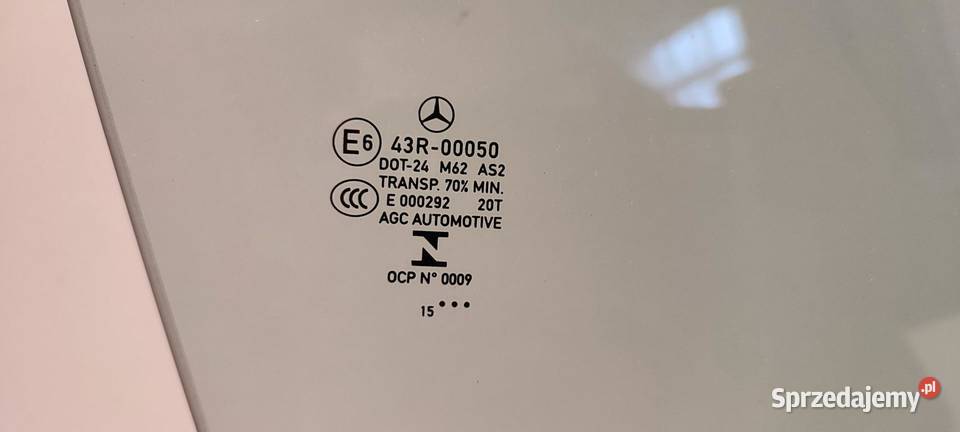 E6 43R-00050
DOT-24 M62 AS2
TRANSP. 70% MIN.
CCC E 000292 20T
AGC AUTOMOTIVE
N
OCP N° 0009
15 •••
Sprzedajemy.pl